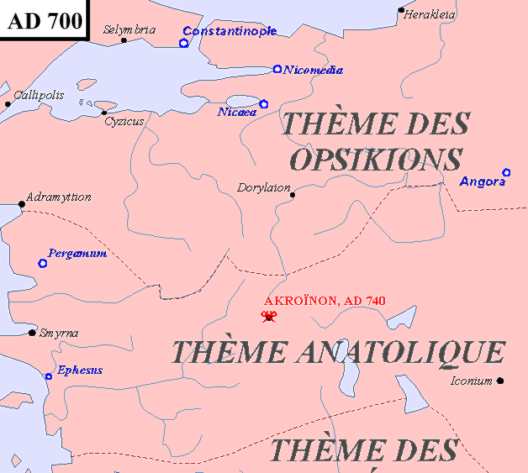 AD 700
Herakleia
Selymbria
Constantinople
Nicomedia
Callipolis
Cyzicus
Nicaea
THÈME DES
OPSIKIONS
Angora
Dorylaion
Adramyttion
Pergamum
AKROÏNON, AD 740
Smyrna
THÈME ANATOLIQUE
Ephesus
Iconium
THÈME DES